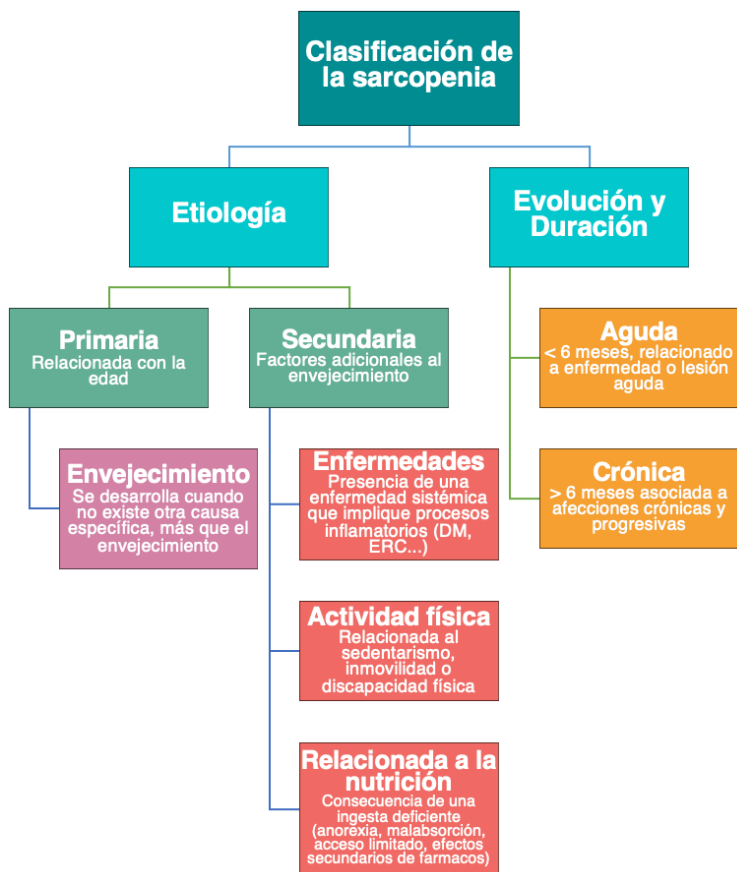 Clasificación de
la sarcopenia
Etiología
Evolución y
Duración
Primaria
Relacionada con la
edad
Secundaria
Factores adicionales al
envejecimiento
Aguda
< 6 meses, relacionado
a enfermedad o lesión
aguda
Envejecimiento
Se desarrolla cuando
no existe otra causa
específica, más que el
envejecimiento
Enfermedades
Presencia de una
enfermedad sistémica
que implique procesos
inflamatorios (DM,
ERC...)
Crónica
> 6 meses asociada a
afecciones crónicas y
progresivas
Actividad física
Relacionada al
sedentarismo,
inmovilidad o
discapacidad física
Relacionada a la
nutrición
Consecuencia de una
ingesta deficiente
(anorexia, malabsorción,
acceso limitado, efectos
secundarios de farmacos)